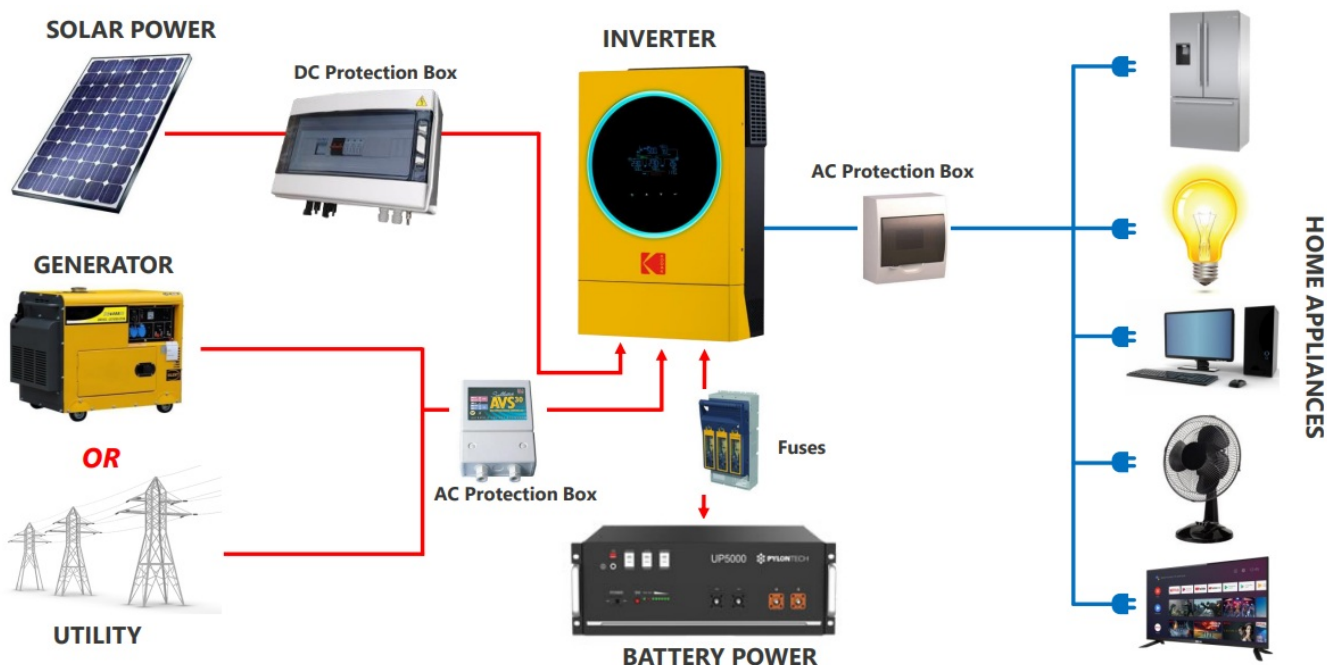 SOLAR POWER
DC Protection Box
INVERTER
KODAK
AC Protection Box
GENERATOR
AVS30
AC Protection Box
OR
Fuses
UTILITY
UP5000 PYLONTECH
BATTERY POWER
HOME APPLIANCES